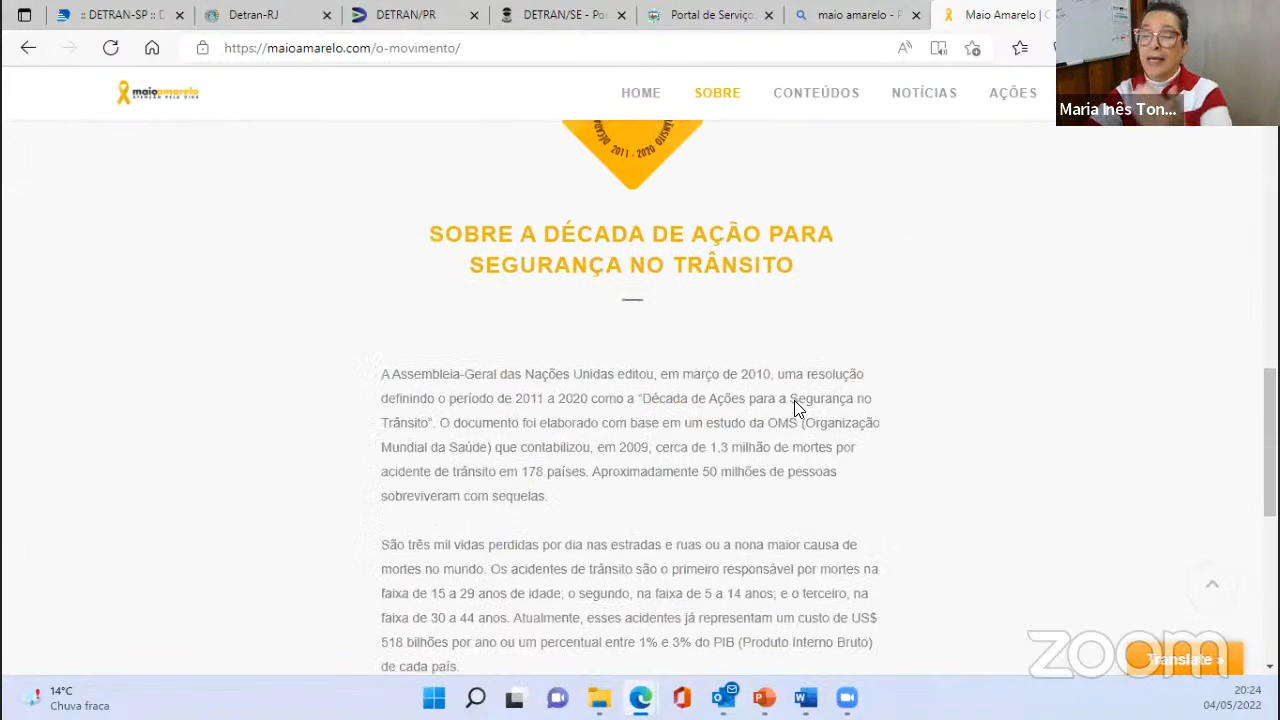 DETRAN-SP
Detran-RJ
DETRAN/PR
DETRAN/SE - Port
Portal de Serviço
maio amarelo -
Maio Amarelo | C
https://maioamarelo.com/o-movimento/
maioamarelo
ATENÇÃO PELA VIDA
HOME
SOBRE
CONTEÚDOS
NOTÍCIAS
AÇÕES
Maria Inês Ton...
2011 - 2020
SOBRE A DÉCADA DE AÇÃO PARA
SEGURANÇA NO TRÂNSITO
A Assembleia-Geral das Nações Unidas editou, em março de 2010, uma resolução
definindo o período de 2011 a 2020 como a “Década de Ações para a Segurança no
Trânsito”. O documento foi elaborado com base em um estudo da OMS (Organização
Mundial da Saúde) que contabilizou, em 2009, cerca de 1,3 milhão de mortes por
acidente de trânsito em 178 países. Aproximadamente 50 milhões de pessoas
sobreviveram com sequelas.
São três mil vidas perdidas por dia nas estradas e ruas ou a nona maior causa de
mortes no mundo. Os acidentes de trânsito são o primeiro responsável por mortes na
faixa de 15 a 29 anos de idade; o segundo, na faixa de 5 a 14 anos; e o terceiro, na
faixa de 30 a 44 anos. Atualmente, esses acidentes já representam um custo de US$
518 bilhões por ano ou um percentual entre 1% e 3% do PIB (Produto Interno Bruto)
de cada país.
zoom
Translate »
14°C
Chuva fraca
20:24
04/05/2022